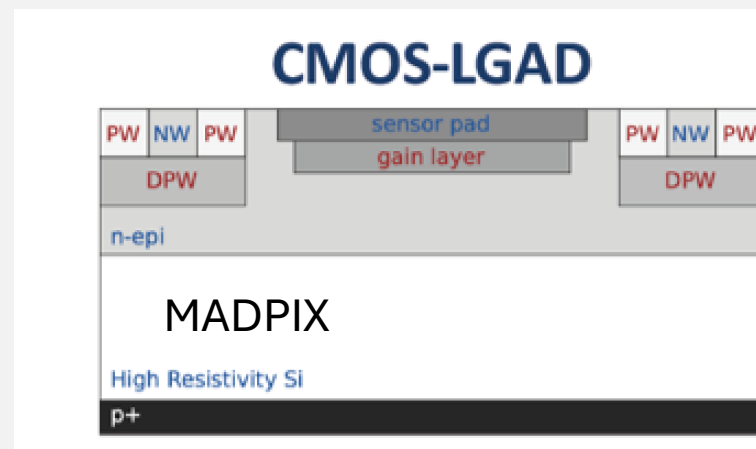 CMOS-LGAD
PW NW PW sensor pad PW NW PW
gain layer
DPW DPW
n-epi
MADPIX
High Resistivity Si
p+